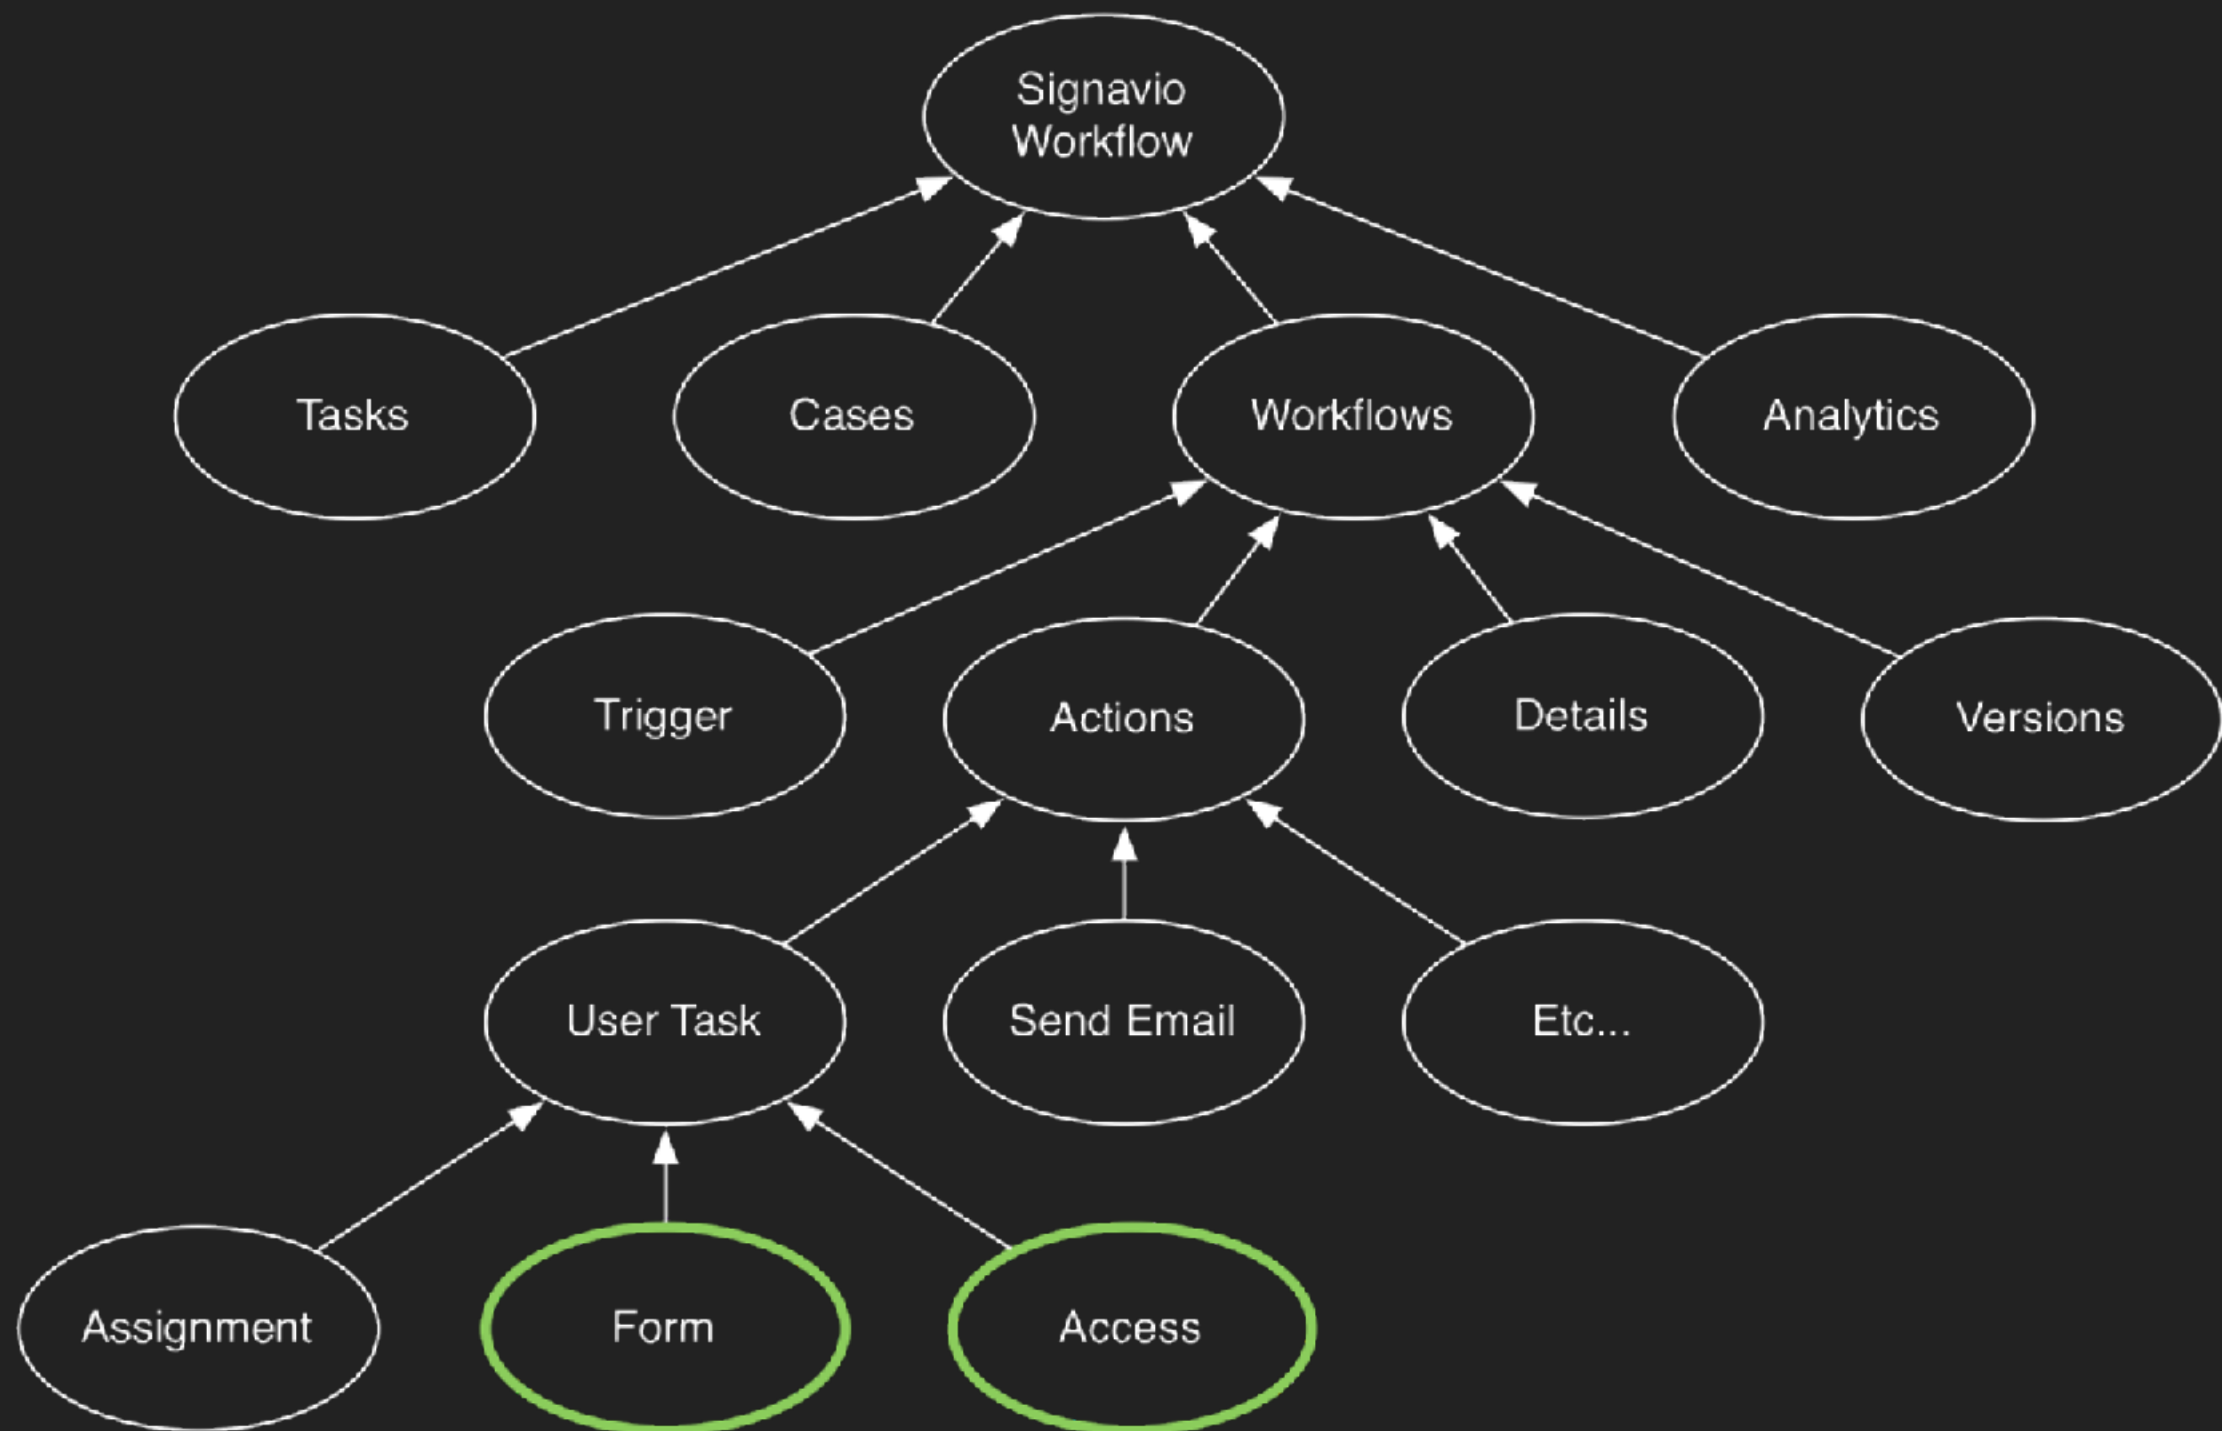 Signavio
Workflow
Tasks
Cases
Workflows
Analytics
Trigger
Actions
Details
Versions
User Task
Send Email
Etc...
Assignment
Form
Access